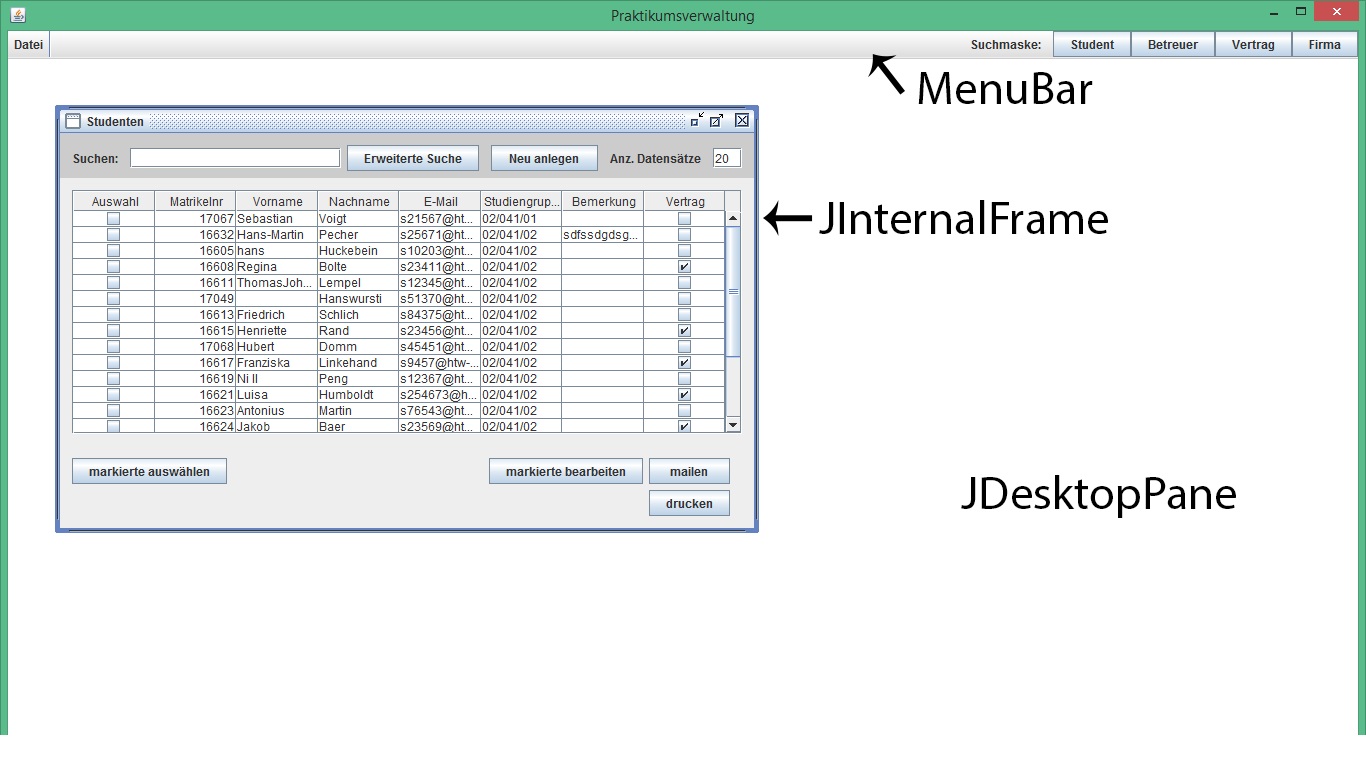 Praktikumsverwaltung
Datei Suchmaske: Student Betreuer Vertrag Firma
MenuBar
Studenten
Suchen: Erweiterte Suche Neu anlegen Anz. Datensätze 20
Auswahl Matrikelnr Vorname Nachname E-Mail Studiengrup... Bemerkung Vertrag
17067 Sebastian Voigt s21567@ht... 02/041/01
16632 Hans-Martin Pecher s25671@ht... 02/041/02 sdfssdgdsg...
16605 hans Huckebein s10203@ht... 02/041/02
16608 Regina Bolte s23411@ht... 02/041/02
16611 ThomasJoh... Lempel s12345@ht... 02/041/02
17049 Hanswursti s51370@ht... 02/041/02
16613 Friedrich Schlich s84375@ht... 02/041/02
16615 Henriette Rand s23456@ht... 02/041/02
17068 Hubert Domm s45451@ht... 02/041/02
16617 Franziska Linkehand s9457@htw-... 02/041/02
16619 Ni II Peng s12367@ht... 02/041/02
16621 Luisa Humboldt s254673@h... 02/041/02
16623 Antonius Martin s76543@ht... 02/041/02
16624 Jakob Baer s23569@ht... 02/041/02
JInternalFrame
markierte auswählen markierte bearbeiten mailen
drucken
JDesktopPane